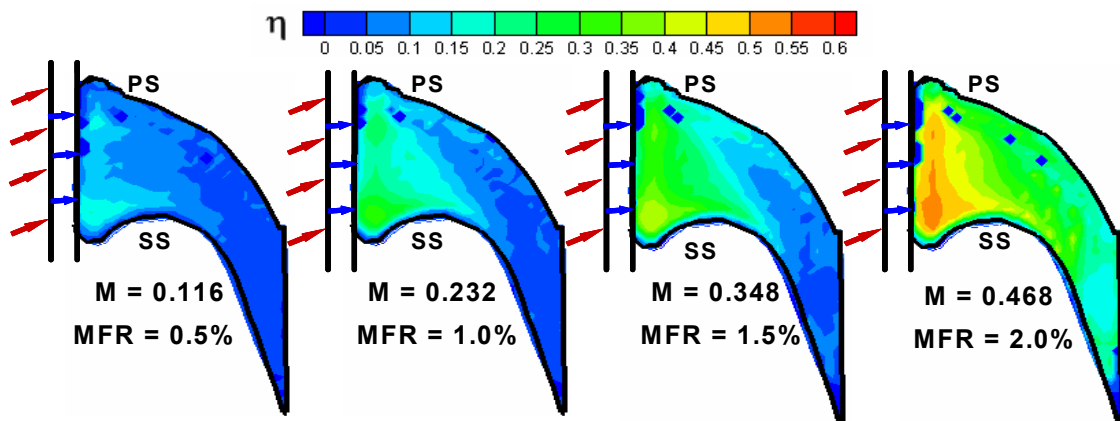 η
0 0.05 0.1 0.15 0.2 0.25 0.3 0.35 0.4 0.45 0.5 0.55 0.6
PS PS PS PS
SS SS SS SS
M = 0.116 M = 0.232 M = 0.348 M = 0.468
MFR = 0.5% MFR = 1.0% MFR = 1.5% MFR = 2.0%